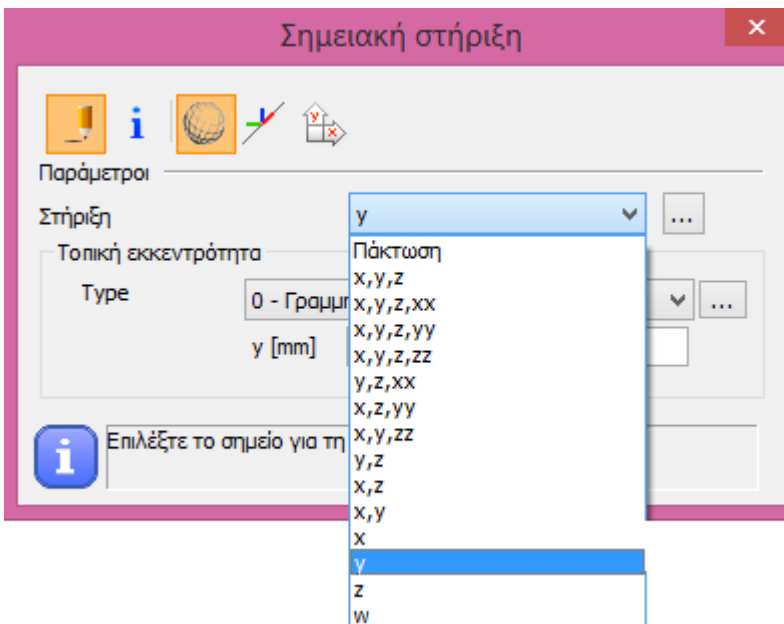 Σημειακή στήριξη
Παράμετροι
Στήριξη y ...
Τοπική εκκεντρότητα
Type 0 - ...
y [mm]
Επιλέξτε το σημείο για τη
Πάκτωση
x,y,z
x,y,z,xx
x,y,z,yy
x,y,z,zz
y,z,xx
x,z,yy
x,y,zz
y,z
x,z
x,y
x
y
z
w